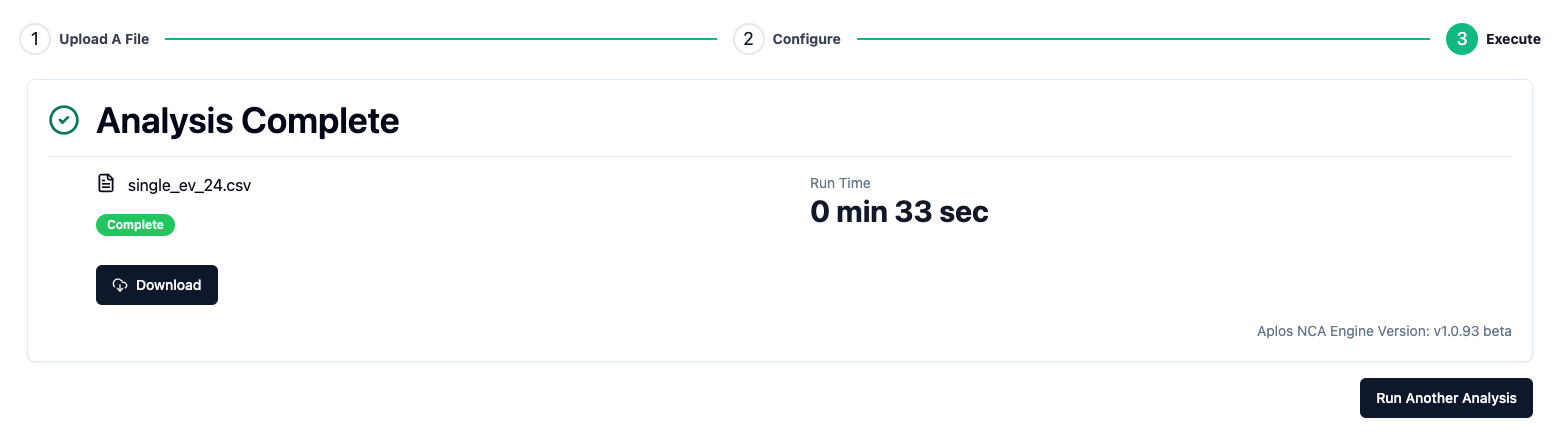 1 Upload A File 2 Configure 3 Execute
Analysis Complete
single_ev_24.csv
Complete
Download
Run Time
0 min 33 sec
Aplos NCA Engine Version: v1.0.93 beta
Run Another Analysis